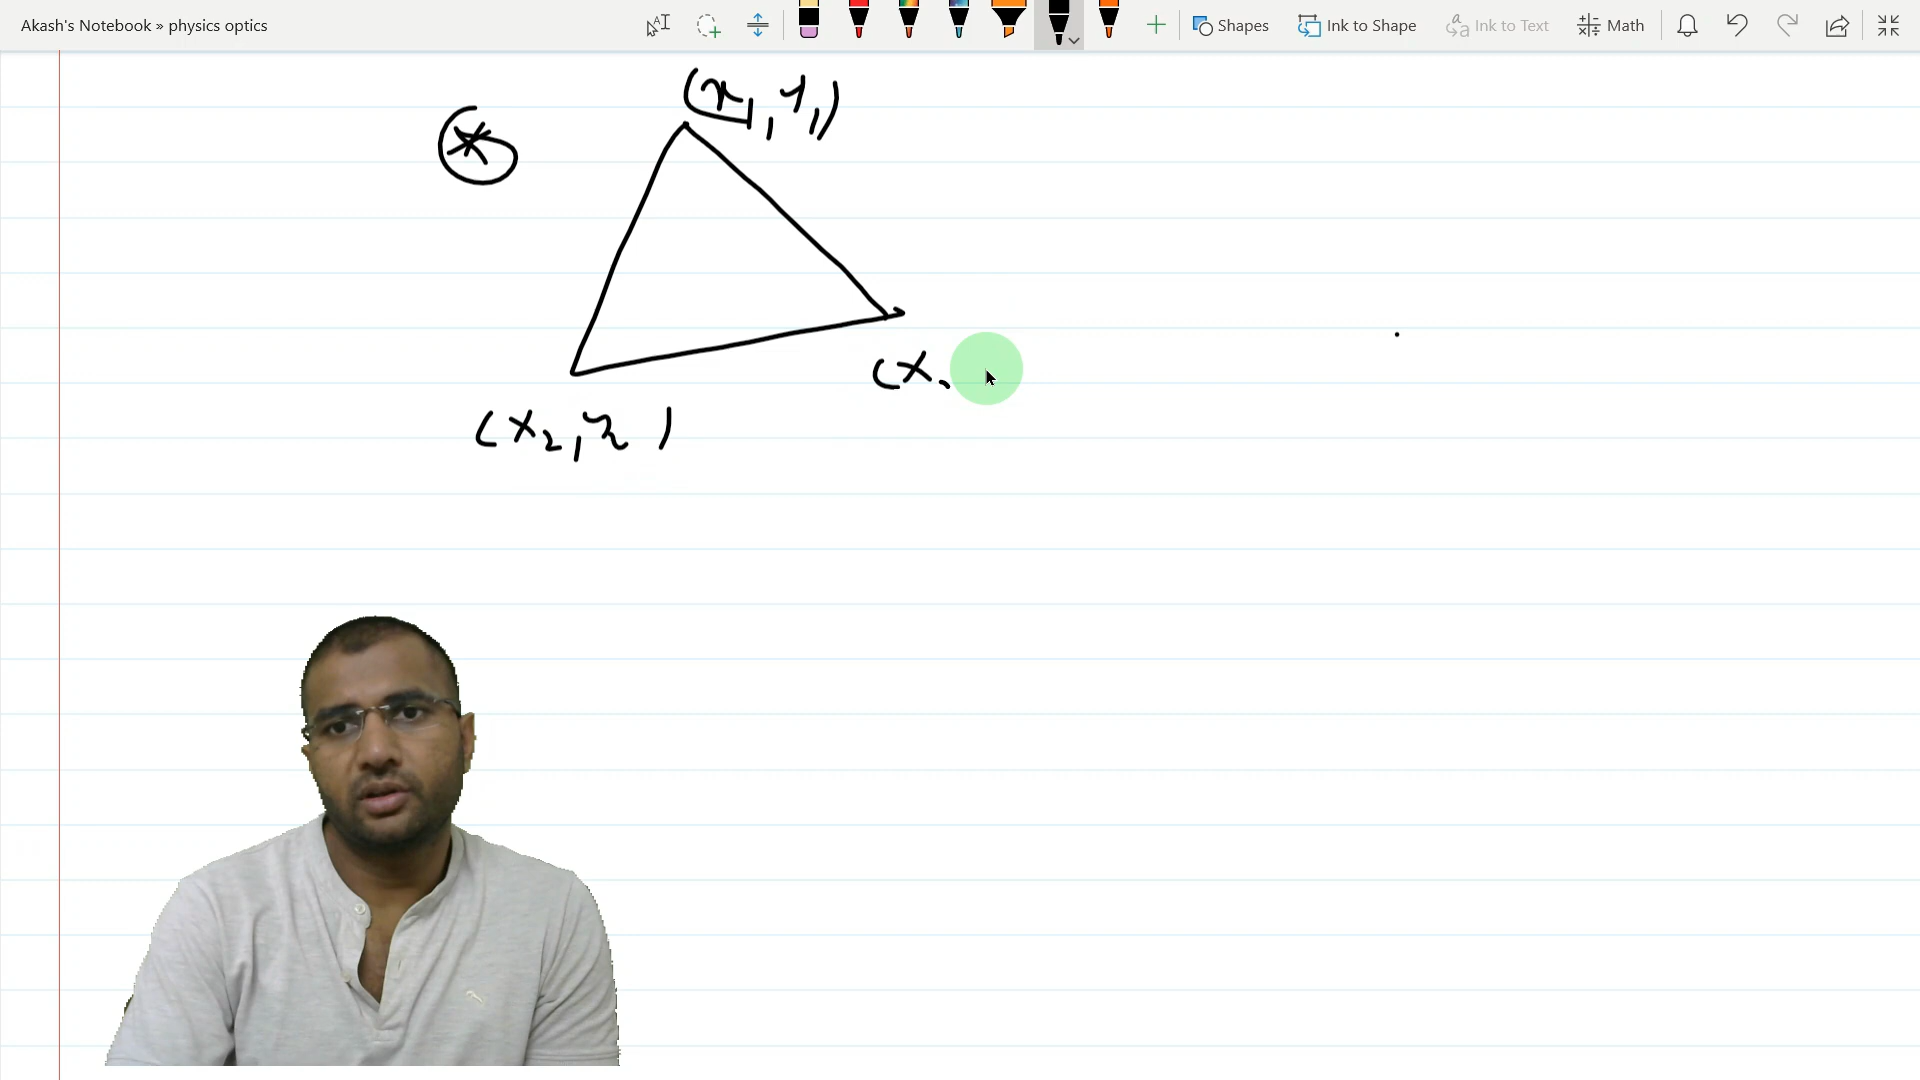 Akash's Notebook » physics optics
Shapes
Ink to Shape
Ink to Text
Math
(x₁, y₁)
(x₂, y₂)
(x,